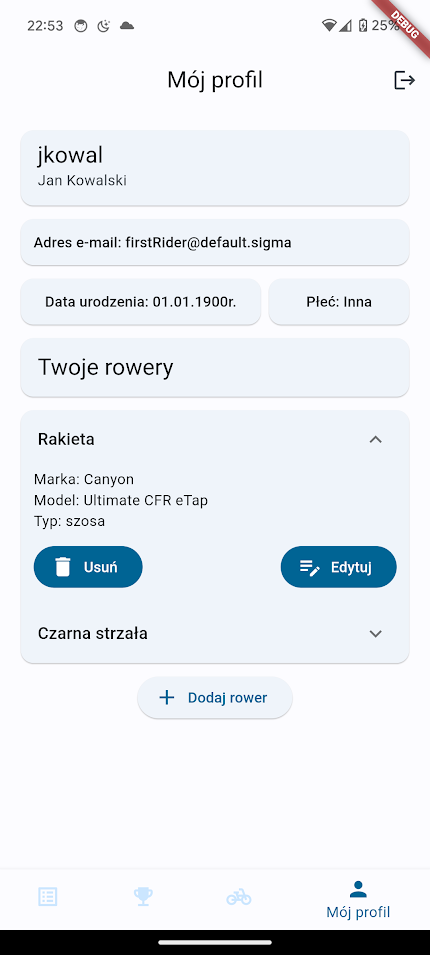 22:53
25%
DEBUG
Mój profil
jkowal
Jan Kowalski
Adres e-mail: firstRider@default.sigma
Data urodzenia: 01.01.1900r.
Płeć: Inna
Twoje rowery
Rakieta
Marka: Canyon
Model: Ultimate CFR eTap
Typ: szosa
Usuń
Edytuj
Czarna strzała
Dodaj rower
Mój profil